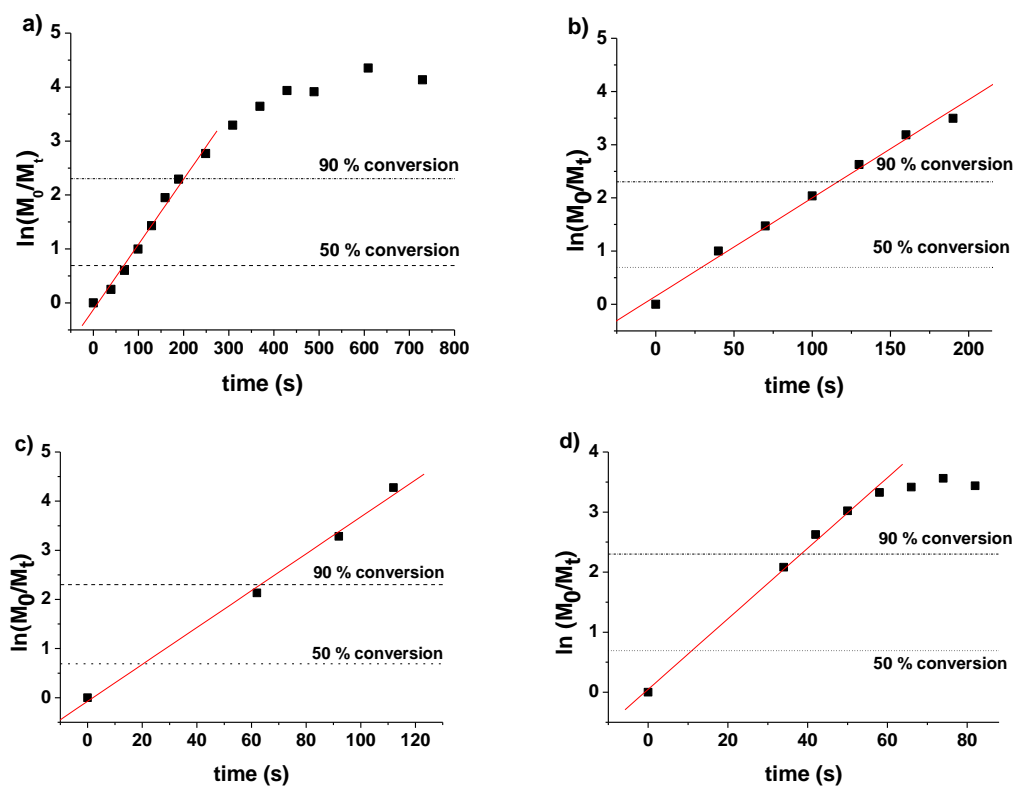 a)
5
4
3
2
1
0
ln(M₀/Mₜ)
90 % conversion
50 % conversion
0 100 200 300 400 500 600 700 800
time (s)
b)
5
4
3
2
1
0
ln(M₀/Mₜ)
90 % conversion
50 % conversion
0 50 100 150 200
time (s)
c)
5
4
3
2
1
0
ln(M₀/Mₜ)
90 % conversion
50 % conversion
0 20 40 60 80 100 120
time (s)
d)
4
3
2
1
0
ln (M₀/Mₜ)
90 % conversion
50 % conversion
0 20 40 60 80
time (s)